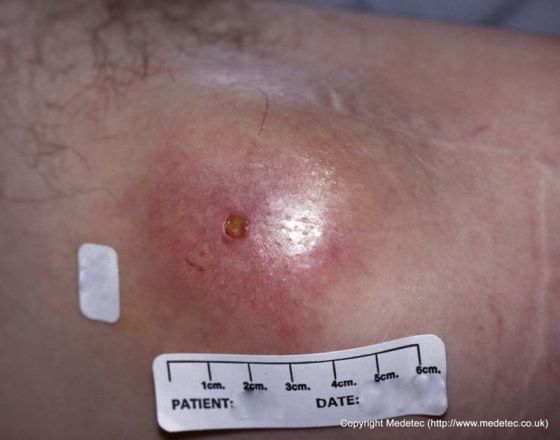 1cm. 2cm. 3cm. 4cm. 5cm. 6cm.
PATIENT: DATE:
Copyright Medetec (http://www.medetec.co.uk)